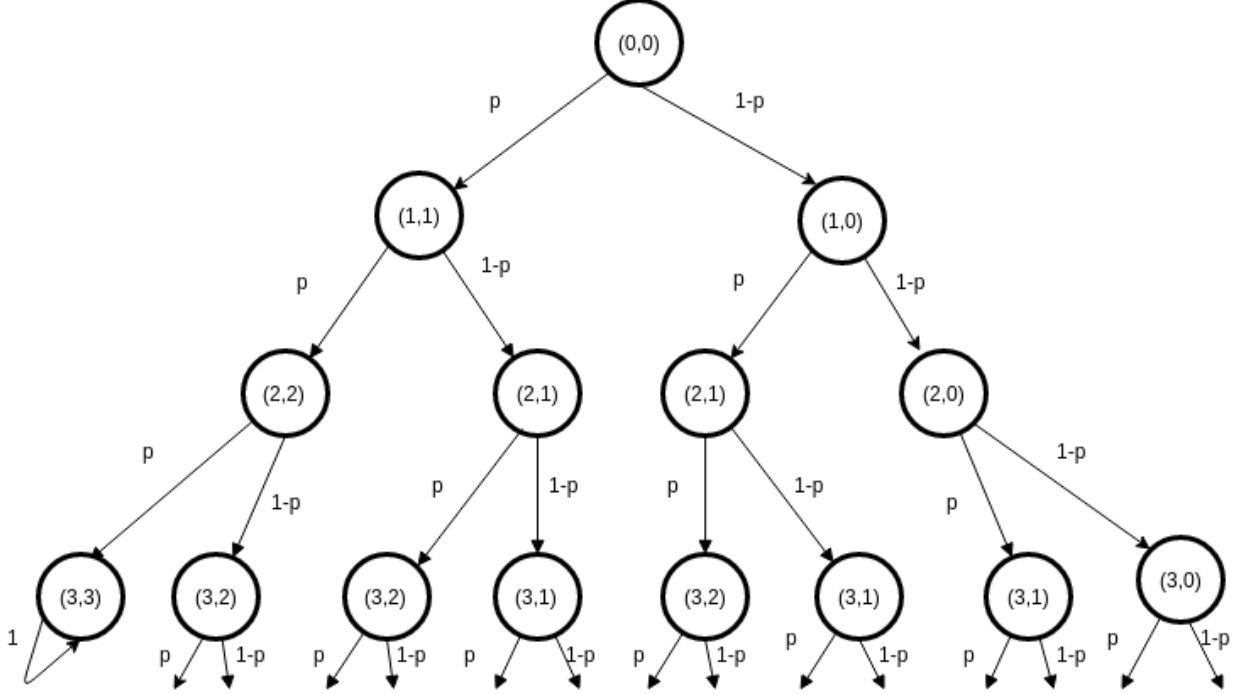 (0,0)
p
1-p
(1,1)
(1,0)
p
1-p
p
1-p
(2,2)
(2,1)
(2,1)
(2,0)
p
1-p
p
1-p
p
1-p
p
1-p
(3,3)
(3,2)
(3,2)
(3,1)
(3,2)
(3,1)
(3,1)
(3,0)
1
p
1-p
p
1-p
p
1-p
p
1-p
p
1-p
p
1-p
p
1-p